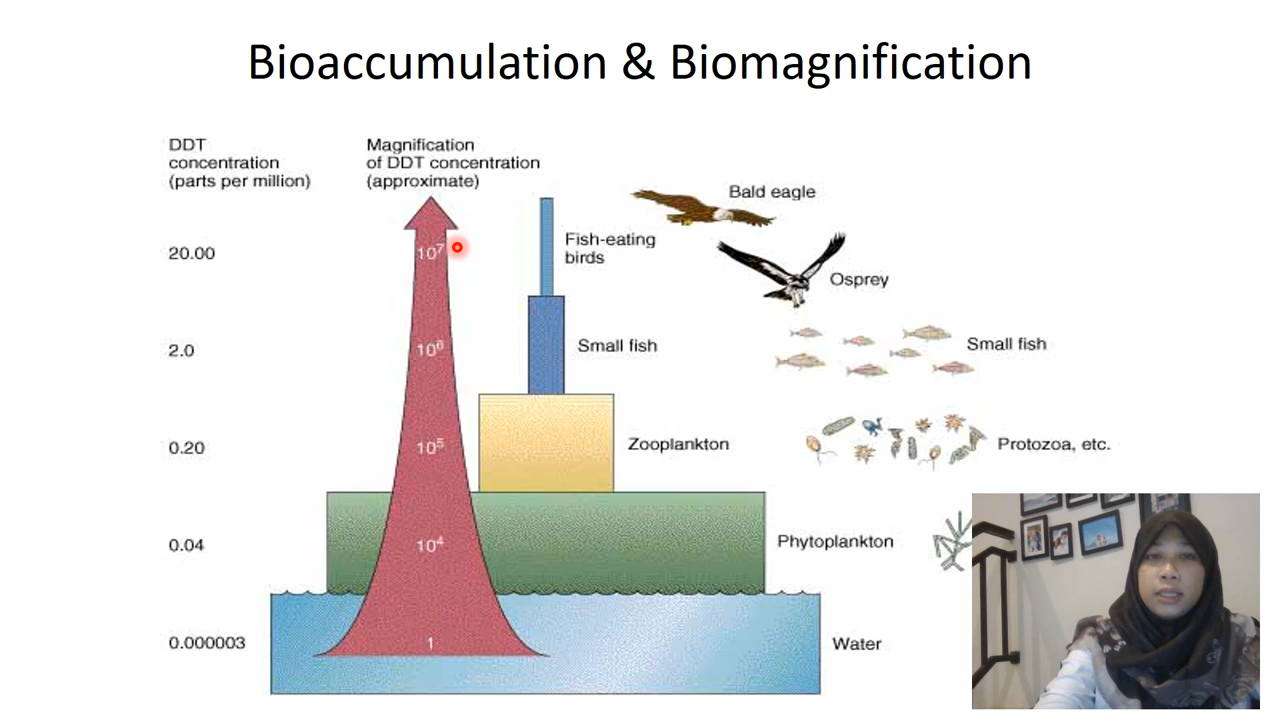 Bioaccumulation & Biomagnification
DDT
concentration
(parts per million)
Magnification
of DDT concentration
(approximate)
Bald eagle
20.00
10⁷
Fish-eating
birds
Osprey
2.0
10⁶
Small fish
Small fish
0.20
10⁵
Zooplankton
Protozoa, etc.
0.04
10⁴
Phytoplankton
0.000003
1
Water